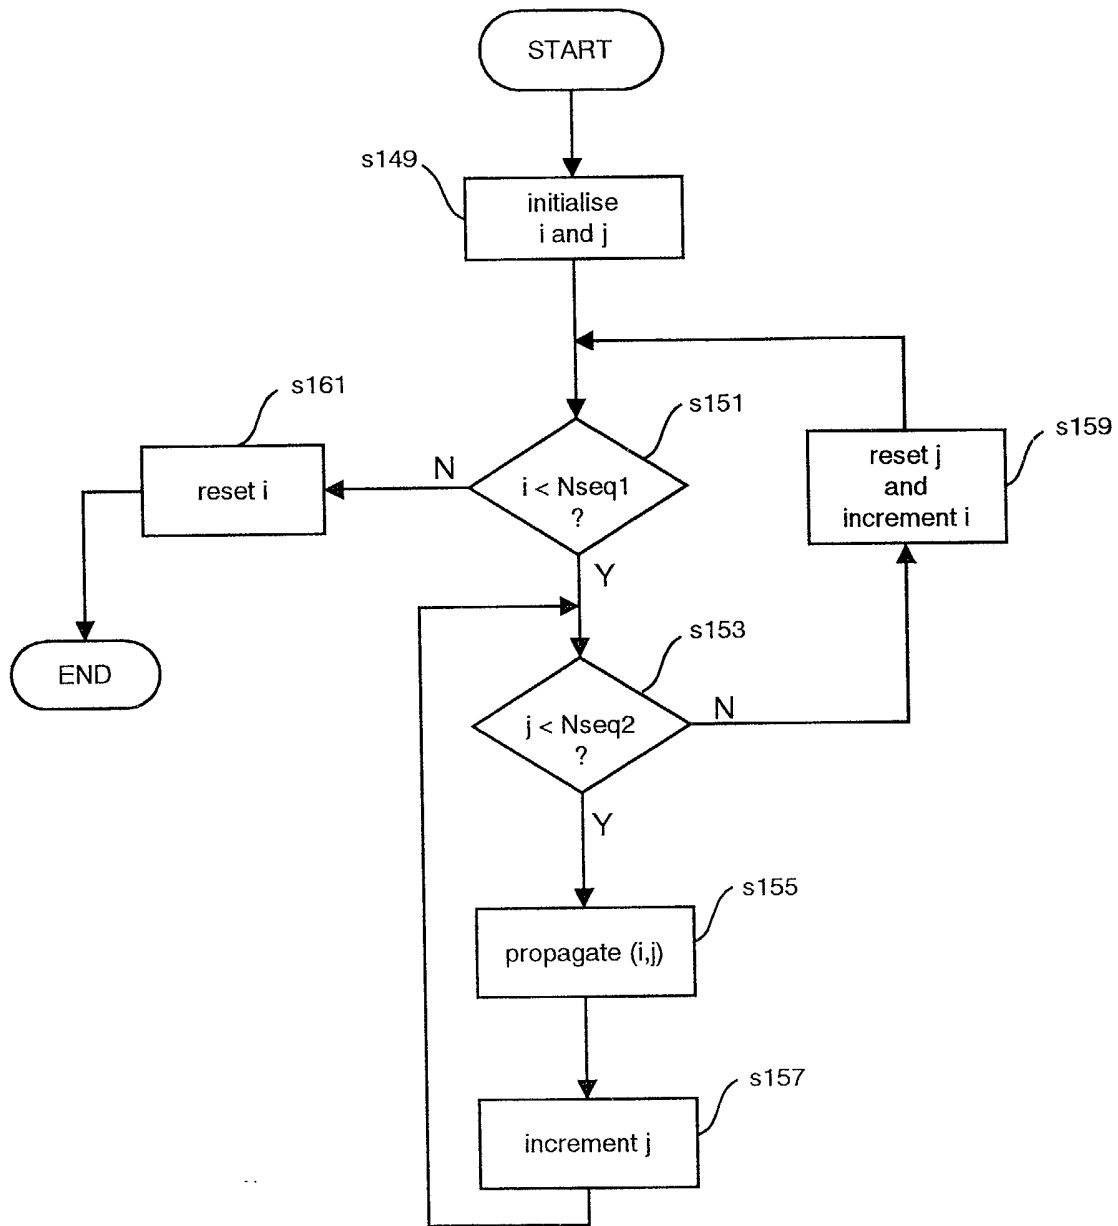 START
s149
initialise
i and j
s161
s151
s159
reset i
N
i < Nseq1
?
reset j
and
increment i
Y
s153
END
j < Nseq2
?
N
Y
s155
propagate (i,j)
s157
increment j